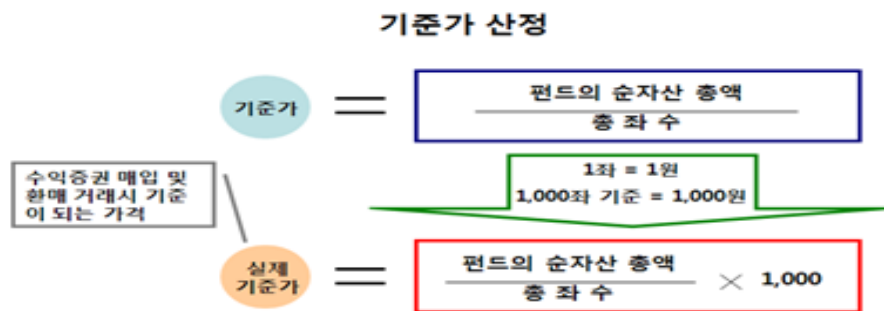 기준가 산정
기준가
펀드의 순자산 총액
총 좌 수
1좌 = 1원
1,000좌 기준 = 1,000원
수익증권 매입 및
환매 거래시 기준
이 되는 가격
실제
기준가
펀드의 순자산 총액
총 좌 수
× 1,000